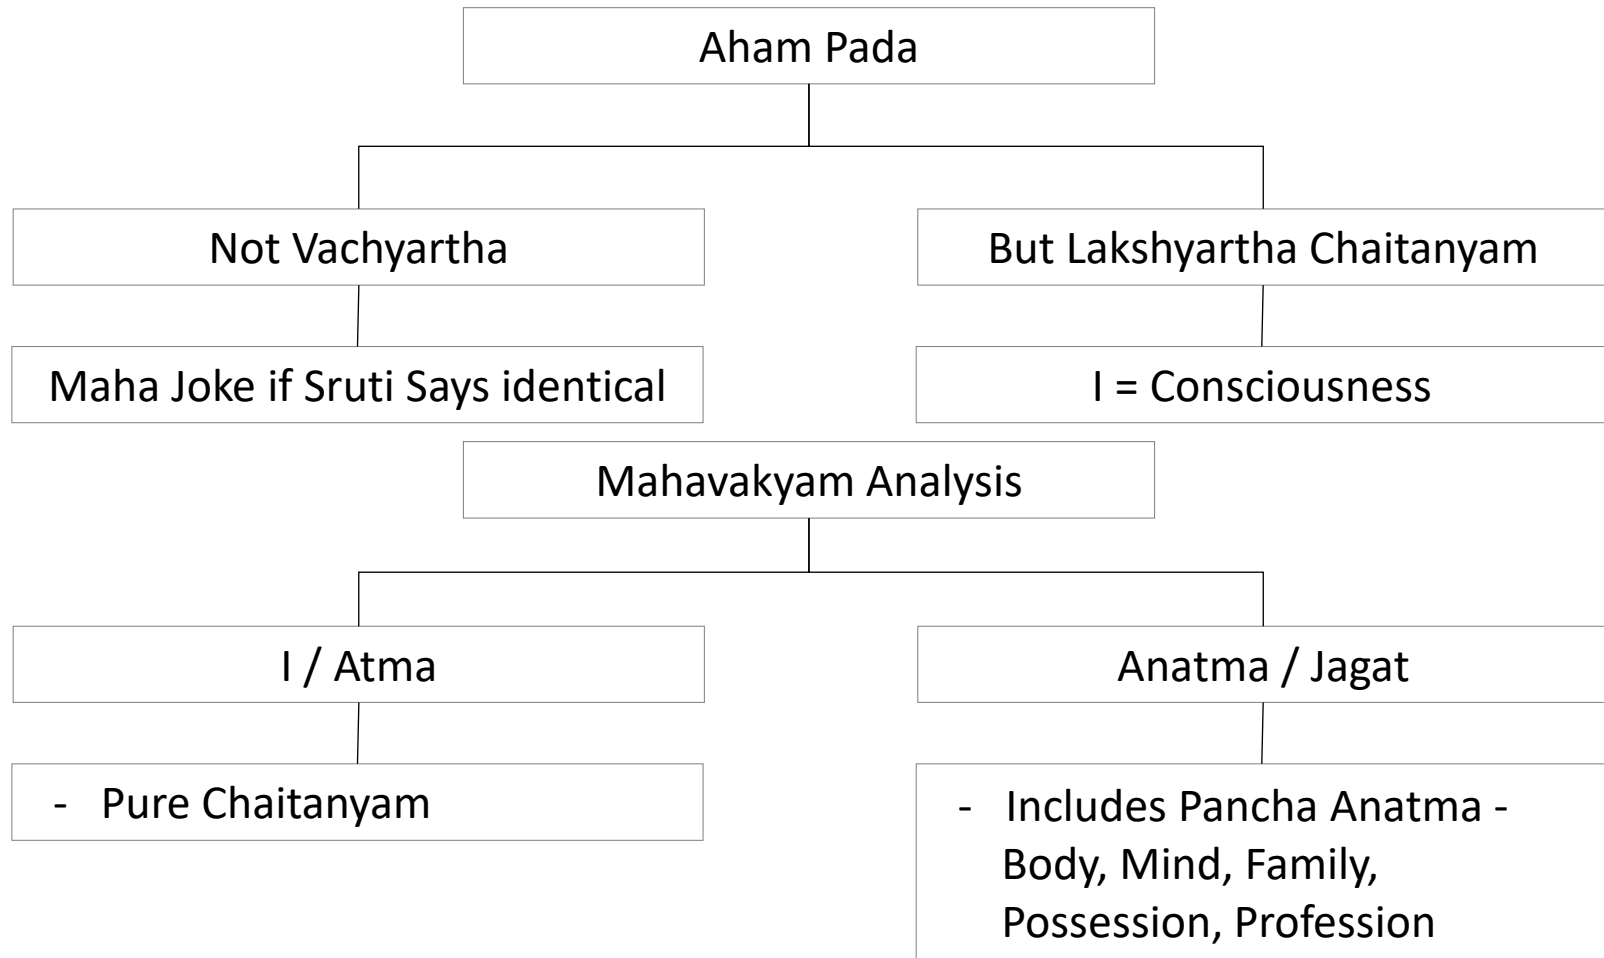 Aham Pada
Not Vachyartha
But Lakshyartha Chaitanyam
Maha Joke if Sruti Says identical
I = Consciousness
Mahavakyam Analysis
I / Atma
Anatma / Jagat
- Pure Chaitanyam
- Includes Pancha Anatma -
Body, Mind, Family,
Possession, Profession